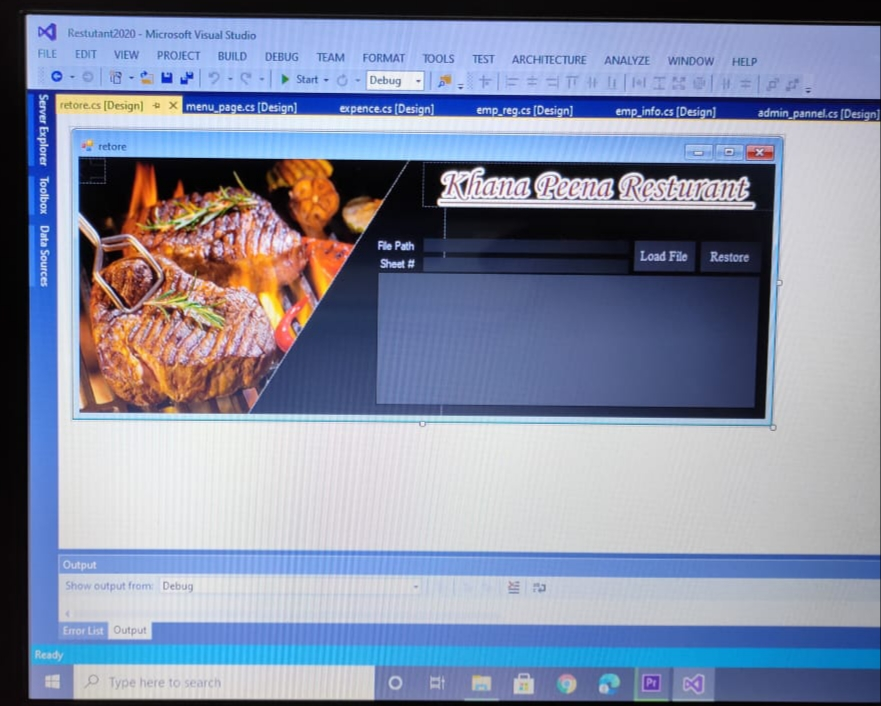 Restutant2020 - Microsoft Visual Studio
FILE EDIT VIEW PROJECT BUILD DEBUG TEAM FORMAT TOOLS TEST ARCHITECTURE ANALYZE WINDOW HELP
Start Debug
retore.cs [Design] menu_page.cs [Design] expence.cs [Design] emp_reg.cs [Design] emp_info.cs [Design] admin_pannel.cs [Design]
Server Explorer
Toolbox
Data Sources
retore
Khana Peena Resturant
File Path
Sheet #
Load File Restore
Output
Show output from: Debug
Error List Output
Ready
Type here to search
Pr